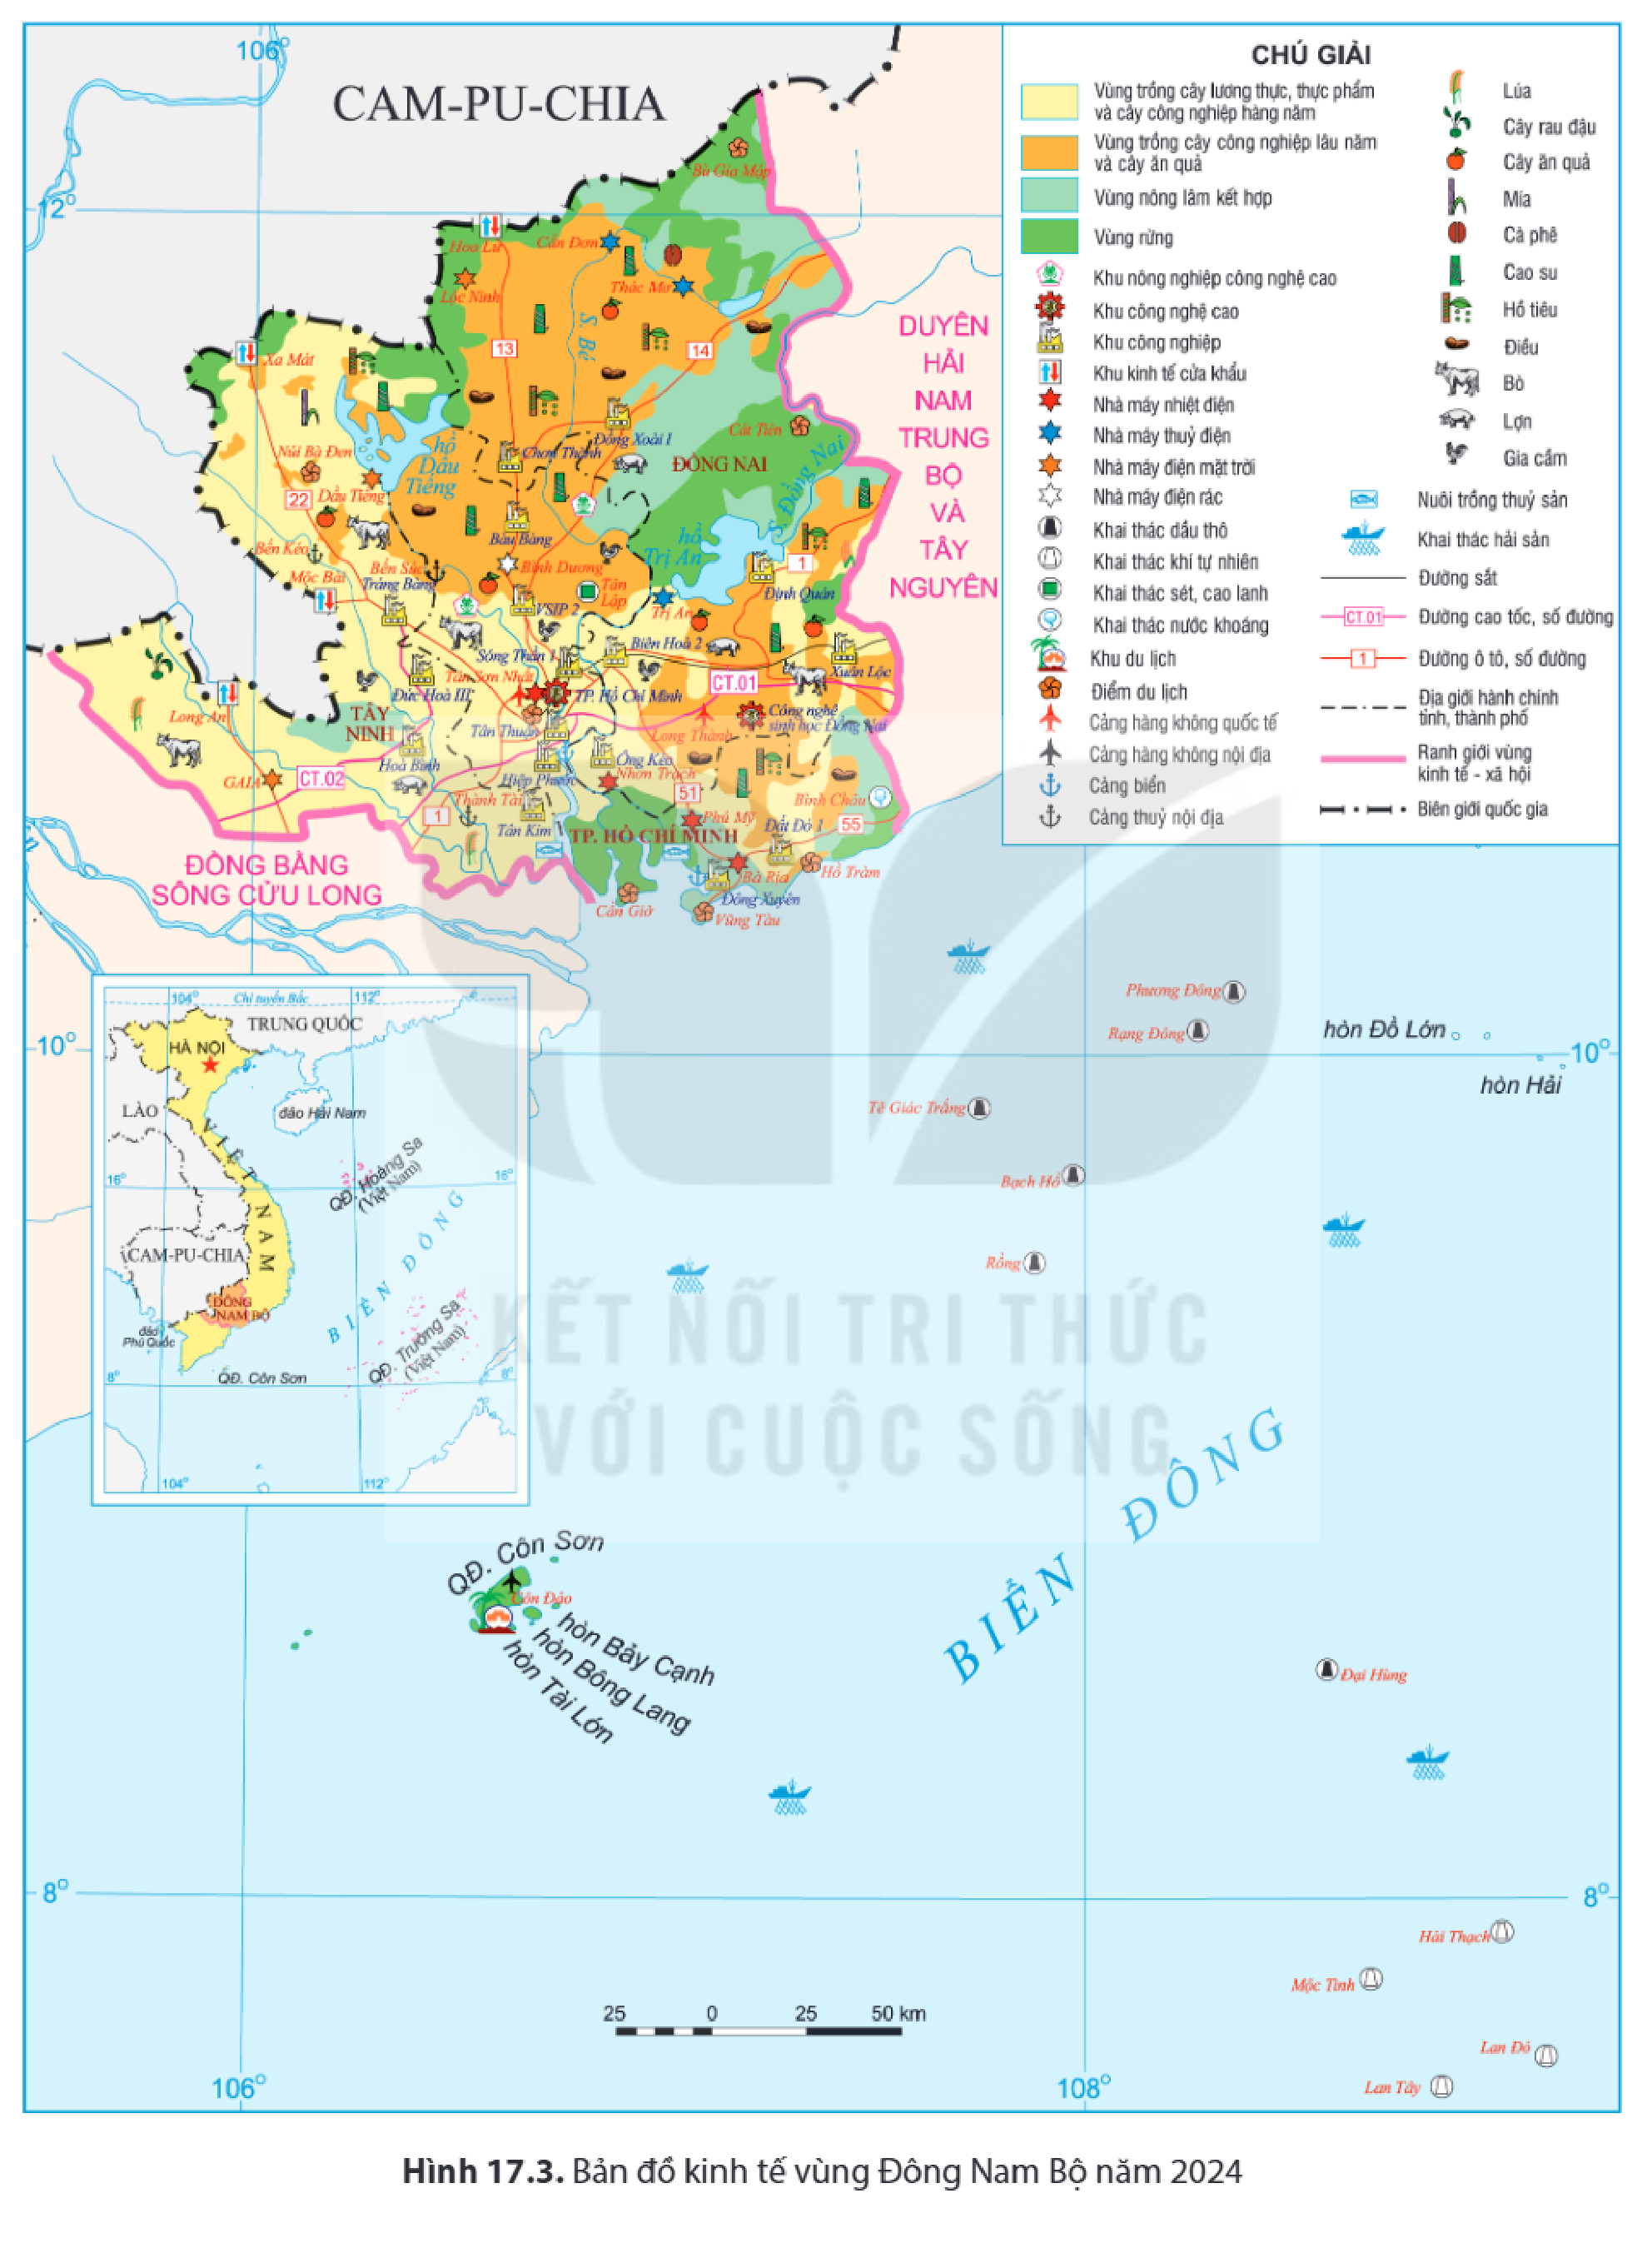 106°
CAM-PU-CHIA
12°
CHÚ GIẢI
Vùng trồng cây lương thực, thực phẩm
và cây công nghiệp hàng năm
Vùng trồng cây công nghiệp lâu năm
và cây ăn quả
Vùng nông lâm kết hợp
Vùng rừng
Khu nông nghiệp công nghệ cao
Khu công nghệ cao
Khu công nghiệp
Khu kinh tế cửa khẩu
Nhà máy nhiệt điện
Nhà máy thuỷ điện
Nhà máy điện mặt trời
Nhà máy điện rác
Khai thác dầu thô
Khai thác khí tự nhiên
Khai thác sét, cao lanh
Khai thác nước khoáng
Khu du lịch
Điểm du lịch
Cảng hàng không quốc tế
Cảng hàng không nội địa
Cảng biển
Cảng thuỷ nội địa
Lúa
Cây rau đậu
Cây ăn quả
Mía
Cà phê
Cao su
Hồ tiêu
Điều
Bò
Lợn
Gia cầm
Nuôi trồng thuỷ sản
Khai thác hải sản
Đường sắt
CT.01 Đường cao tốc, số đường
1 Đường ô tô, số đường
Địa giới hành chính
tỉnh, thành phố
Ranh giới vùng
kinh tế - xã hội
Biên giới quốc gia
Bù Gia Mập
Hoa Lư
Cần Đơn
Lộc Ninh
Thác Mơ
S. Bé
13
14
Xa Mát
DUYÊN
HẢI
NAM
TRUNG
BỘ
VÀ
TÂY
NGUYÊN
Cát Tiên
Đồng Xoài I
Chơn Thành
ĐỒNG NAI
S. Đồng Nai
Núi Bà Đen
hồ
Dầu
Tiếng
22
Dầu Tiếng
Bàu Bàng
hồ
Trị An
Bến Kéo
Bến Súc
Bình Dương
1
Mộc Bài
Trảng Bàng
Tân
Lập
Định Quán
VSIP 2
Trị An
Biên Hoà 2
Sóng Thần 1
Xuân Lộc
Tân Sơn Nhất
CT.01
Đức Hoà III
TP. Hồ Chí Minh
Long An
TÂY
NINH
Tân Thuận
Long Thành
Công nghệ
sinh học Đồng Nai
Hoà Bình
Ông Kèo
GAIA
CT.02
Hiệp Phước
Nhơn Trạch
51
Bình Châu
Thành Tài
1
Phú Mỹ
Đất Đỏ 1
55
Tân Kim
TP. HỒ CHÍ MINH
ĐỒNG BẰNG
SÔNG CỬU LONG
Bà Rịa
Hồ Tràm
Đông Xuyên
Cần Giờ
Vũng Tàu
Phương Đông
Rạng Đông
hòn Đồ Lớn
10°
10°
hòn Hải
Tê Giác Trắng
Bạch Hổ
Rồng
104°
Chí tuyến Bắc
112°
TRUNG QUỐC
HÀ NỘI
LÀO
đảo Hải Nam
VIỆT NAM
QĐ. Hoàng Sa
(Việt Nam)
16°
16°
CAM-PU-CHIA
BIỂN ĐÔNG
ĐÔNG
NAM BỘ
đảo
Phú Quốc
QĐ. Trường Sa
(Việt Nam)
QĐ. Côn Sơn
8°
8°
104°
112°
KẾT NỐI TRI THỨC
VỚI CUỘC SỐNG
BIỂN ĐÔNG
QĐ. Côn Sơn
Côn Đảo
hòn Bảy Cạnh
hòn Bông Lang
hòn Tài Lớn
Đại Hùng
8°
8°
Hải Thạch
Mộc Tinh
25 0 25 50 km
Lan Đỏ
Lan Tây
106°
108°
Hình 17.3. Bản đồ kinh tế vùng Đông Nam Bộ năm 2024